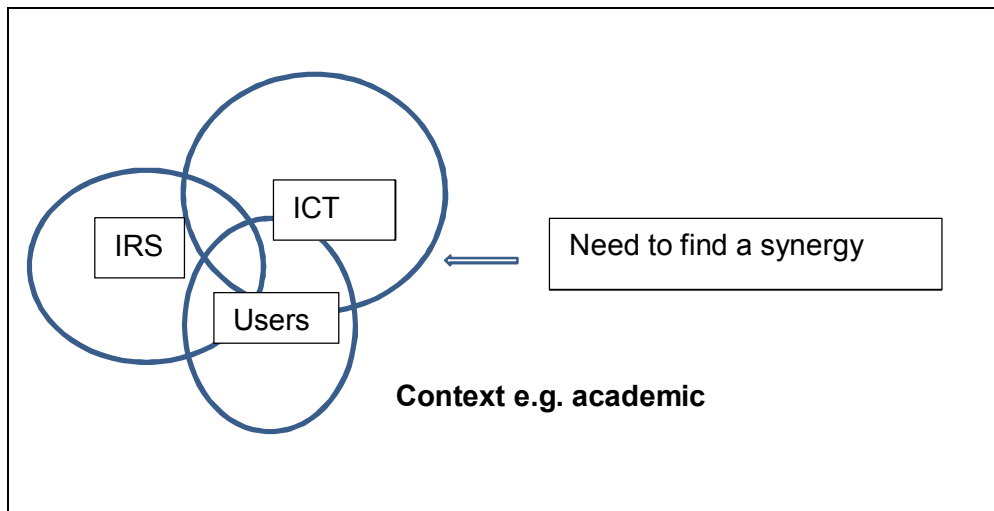 ICT
IRS
Need to find a synergy
Users
Context e.g. academic